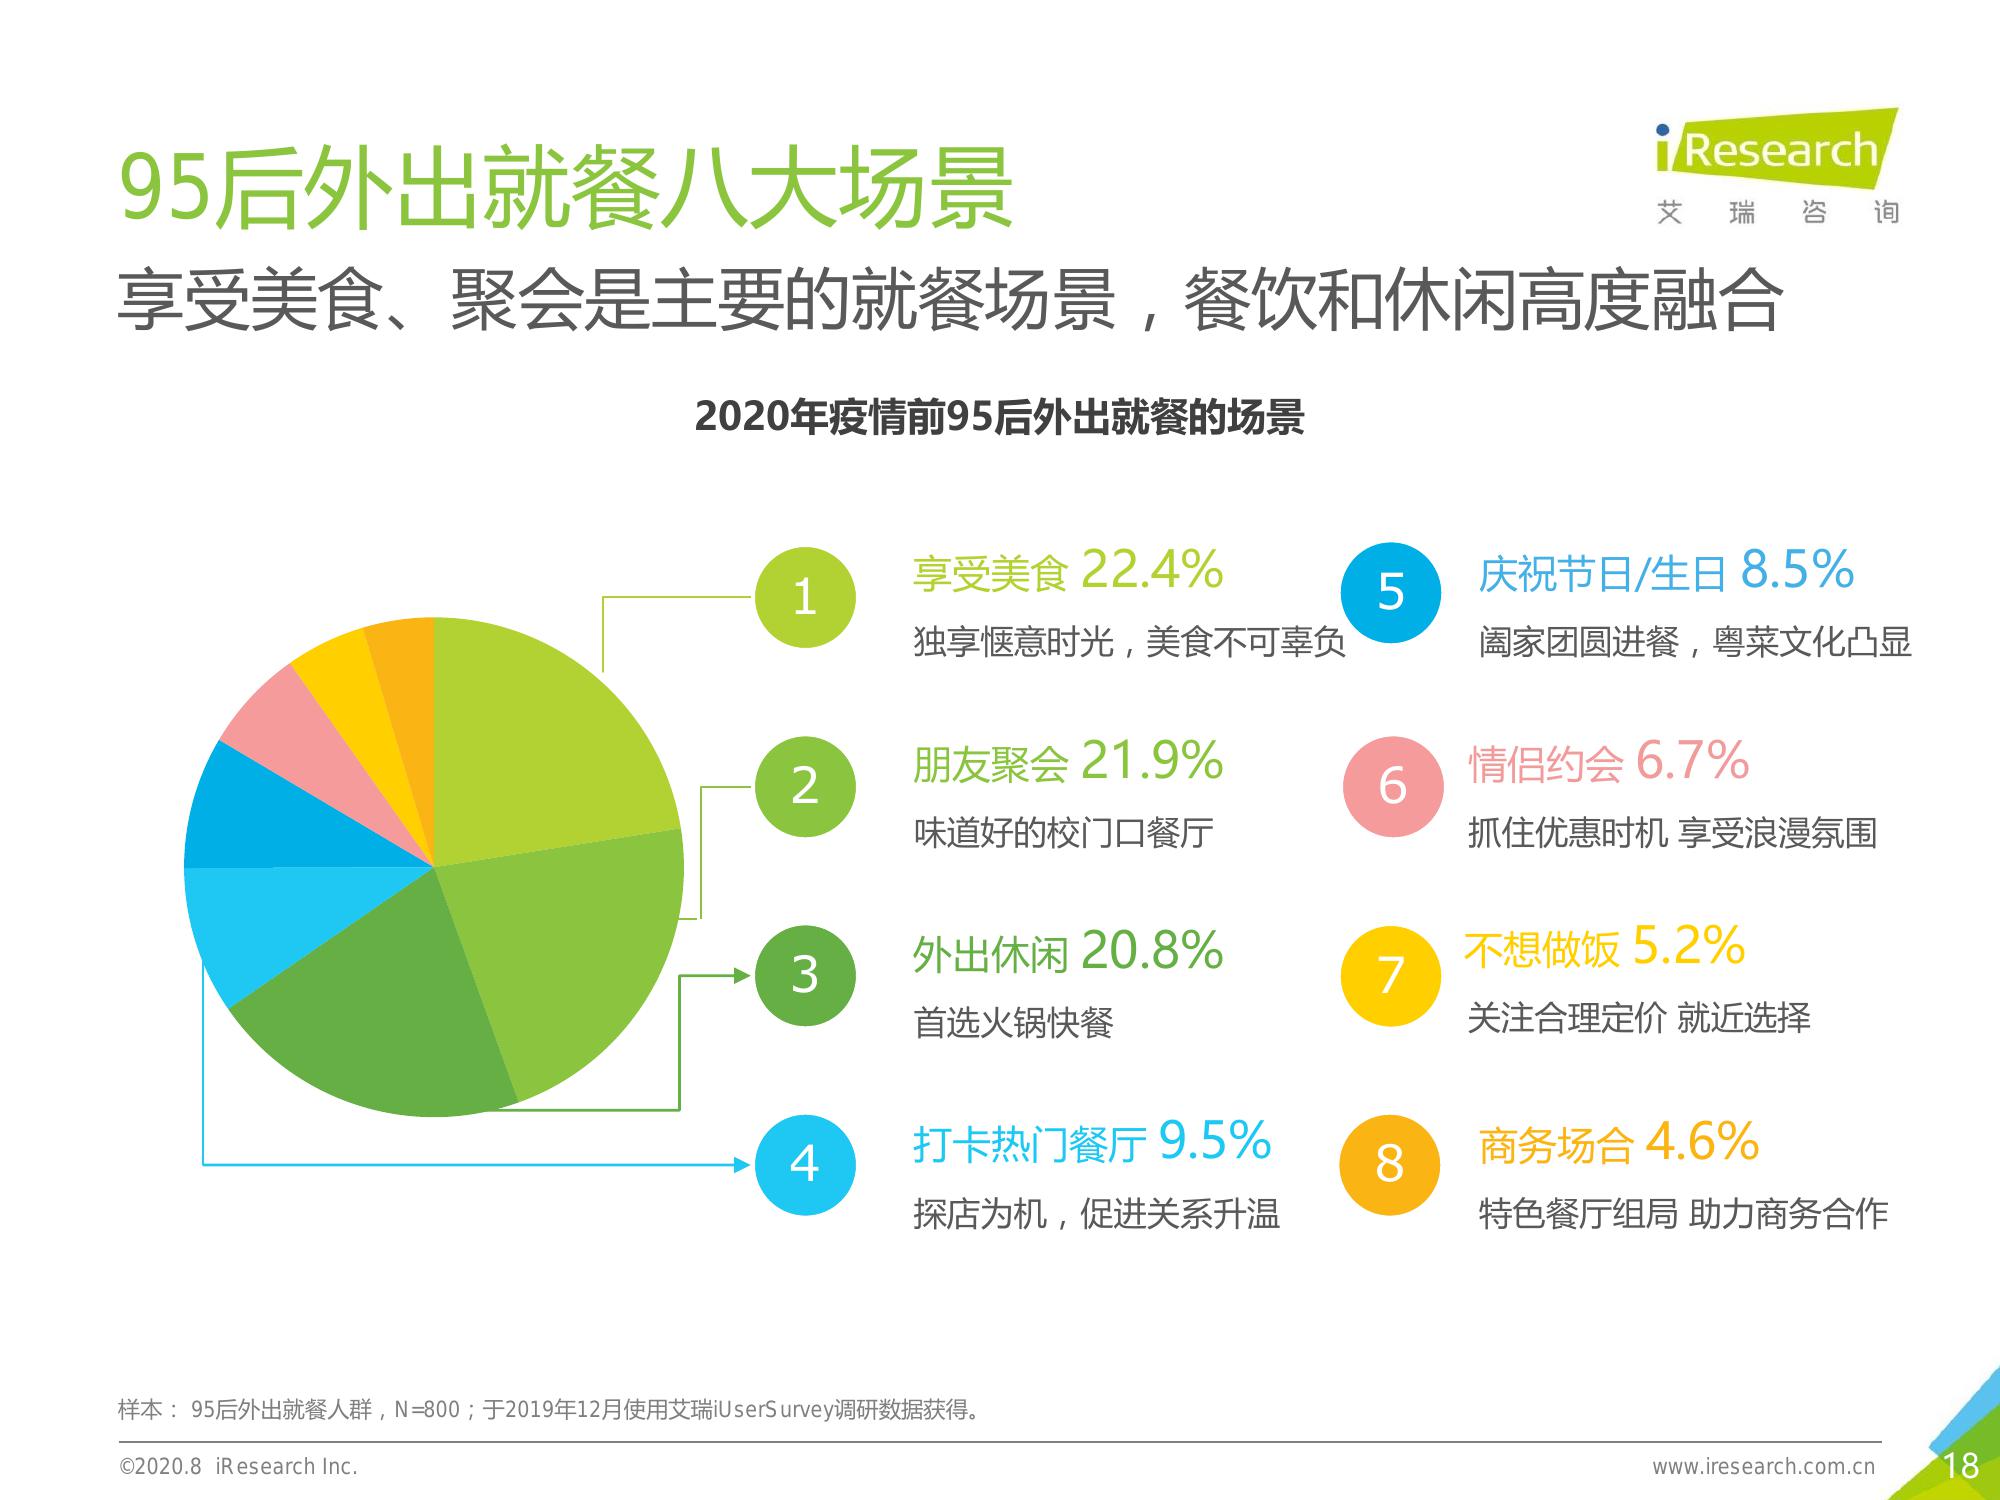 95后外出就餐八大场景
iResearch
艾瑞咨询
享受美食、聚会是主要的就餐场景，餐饮和休闲高度融合
2020年疫情前95后外出就餐的场景
1
享受美食 22.4%
独享惬意时光，美食不可辜负
2
朋友聚会 21.9%
味道好的校门口餐厅
3
外出休闲 20.8%
首选火锅快餐
4
打卡热门餐厅 9.5%
探店为机，促进关系升温
5
庆祝节日/生日 8.5%
阖家团圆进餐，粤菜文化凸显
6
情侣约会 6.7%
抓住优惠时机 享受浪漫氛围
7
不想做饭 5.2%
关注合理定价 就近选择
8
商务场合 4.6%
特色餐厅组局 助力商务合作
样本：95后外出就餐人群，N=800；于2019年12月使用艾瑞iUserSurvey调研数据获得。
©2020.8 iResearch Inc.
www.iresearch.com.cn
18